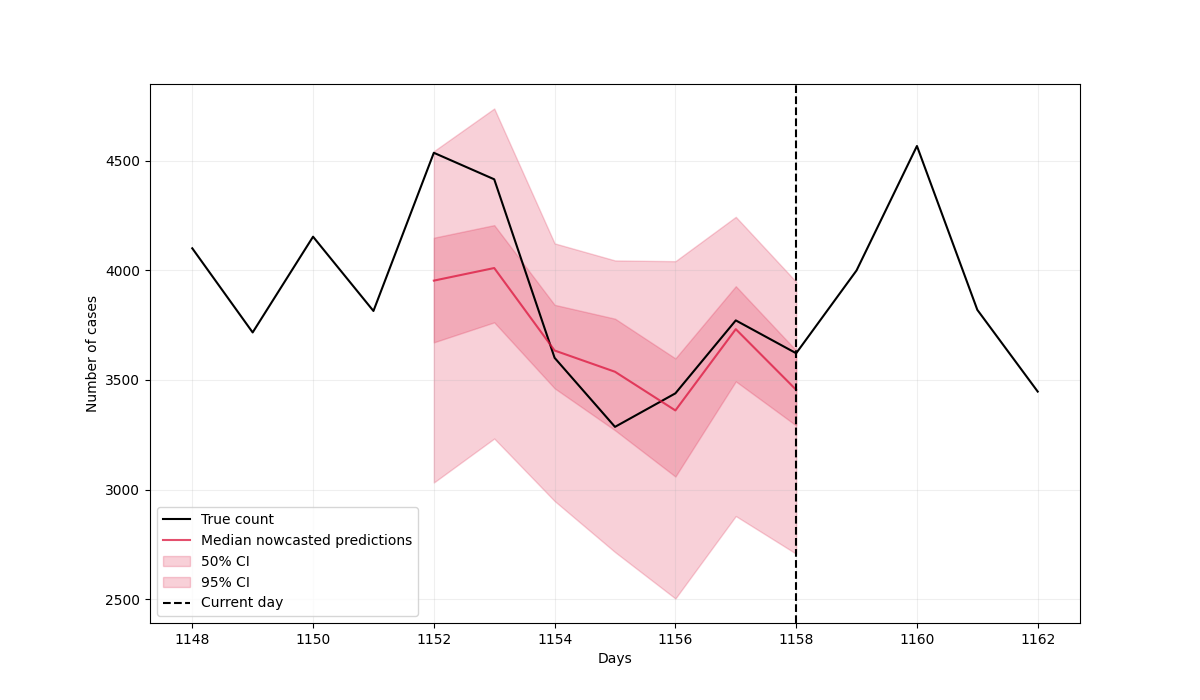 4500
4000
3500
3000
2500
Number of cases
True count
Median nowcasted predictions
50% CI
95% CI
Current day
1148 1150 1152 1154 1156 1158 1160 1162
Days